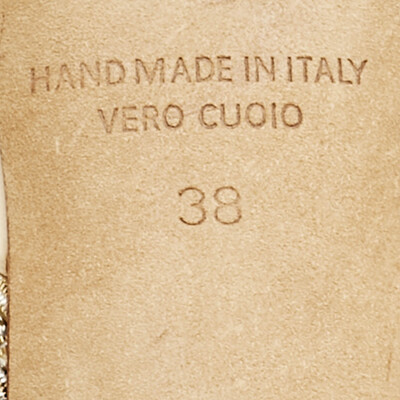 HAND MADE IN ITALY
VERO CUOIO
38